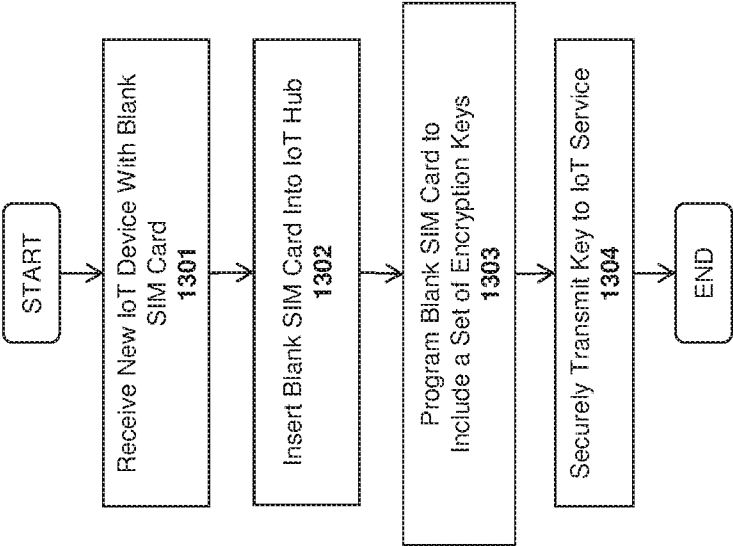 START
Receive New IoT Device With Blank
SIM Card
1301
Insert Blank SIM Card Into IoT Hub
1302
Program Blank SIM Card to
Include a Set of Encryption Keys
1303
Securely Transmit Key to IoT Service
1304
END